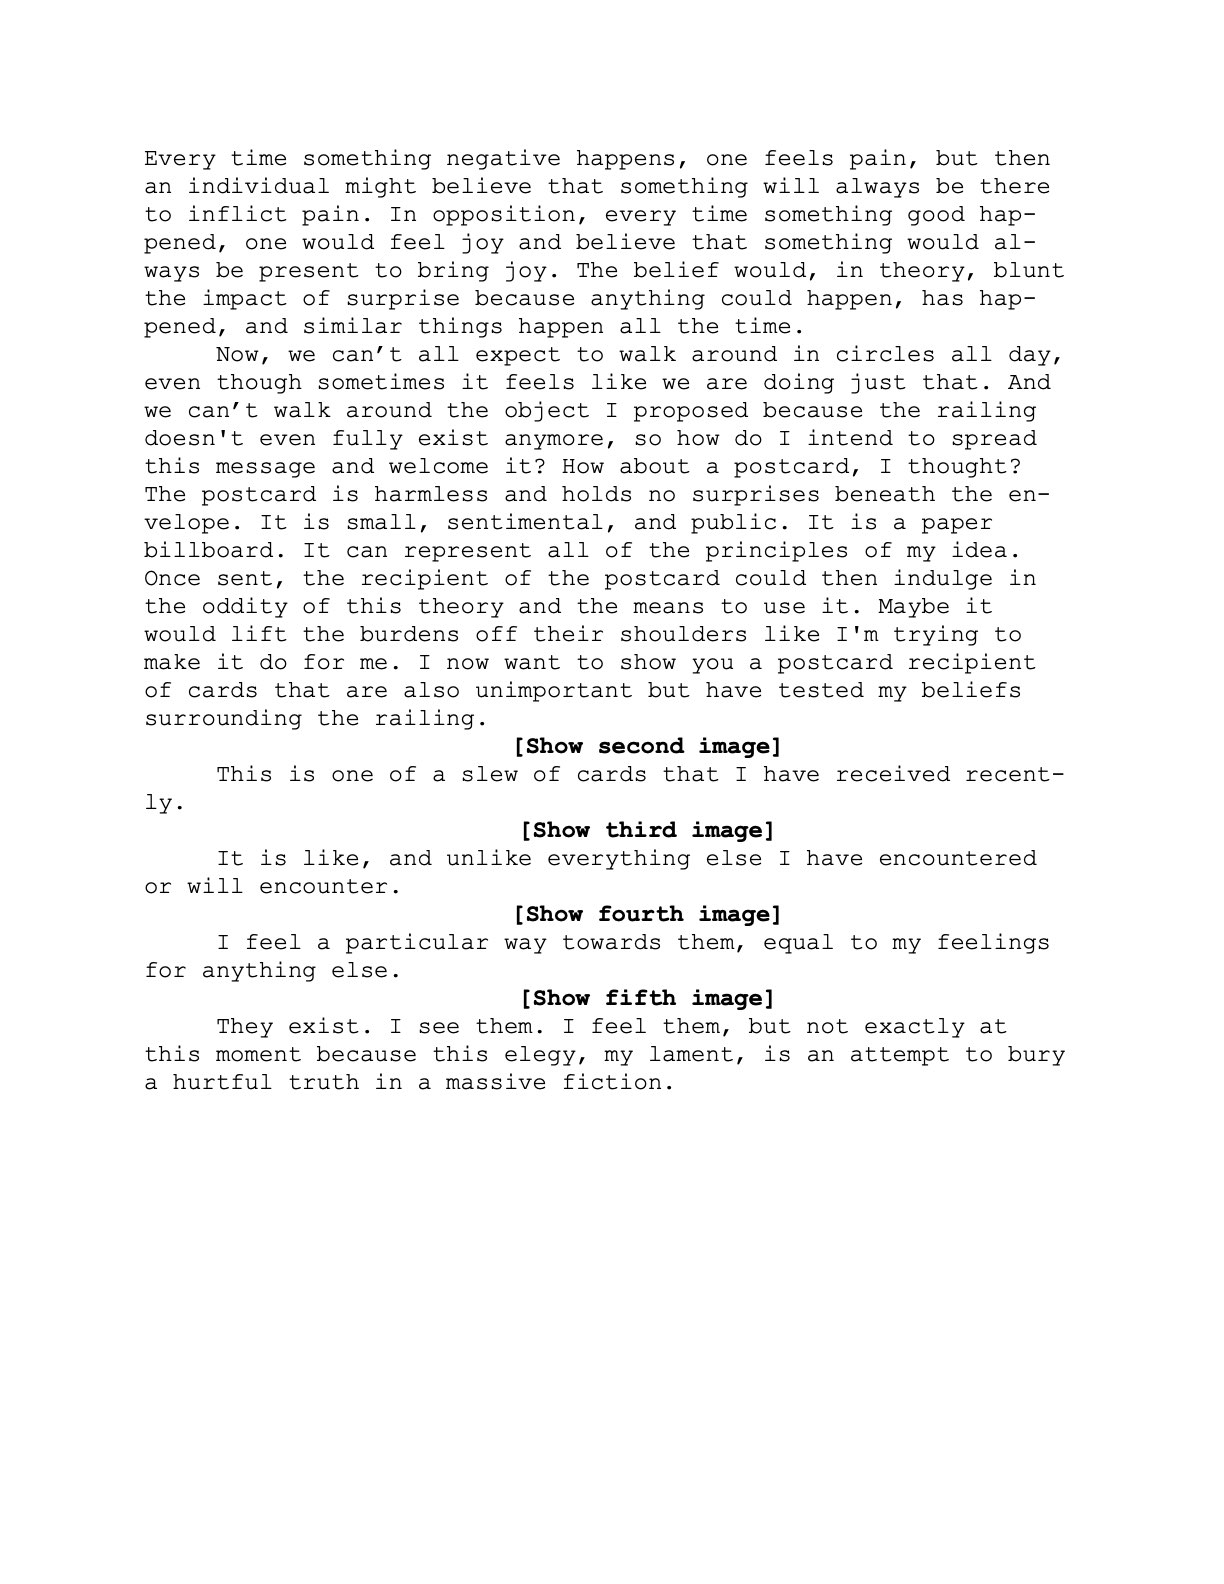 Every time something negative happens, one feels pain, but then
an individual might believe that something will always be there
to inflict pain. In opposition, every time something good hap-
pened, one would feel joy and believe that something would al-
ways be present to bring joy. The belief would, in theory, blunt
the impact of surprise because anything could happen, has hap-
pened, and similar things happen all the time.
Now, we can’t all expect to walk around in circles all day,
even though sometimes it feels like we are doing just that. And
we can’t walk around the object I proposed because the railing
doesn't even fully exist anymore, so how do I intend to spread
this message and welcome it? How about a postcard, I thought?
The postcard is harmless and holds no surprises beneath the en-
velope. It is small, sentimental, and public. It is a paper
billboard. It can represent all of the principles of my idea.
Once sent, the recipient of the postcard could then indulge in
the oddity of this theory and the means to use it. Maybe it
would lift the burdens off their shoulders like I'm trying to
make it do for me. I now want to show you a postcard recipient
of cards that are also unimportant but have tested my beliefs
surrounding the railing.
[Show second image]
This is one of a slew of cards that I have received recent-
ly.
[Show third image]
It is like, and unlike everything else I have encountered
or will encounter.
[Show fourth image]
I feel a particular way towards them, equal to my feelings
for anything else.
[Show fifth image]
They exist. I see them. I feel them, but not exactly at
this moment because this elegy, my lament, is an attempt to bury
a hurtful truth in a massive fiction.